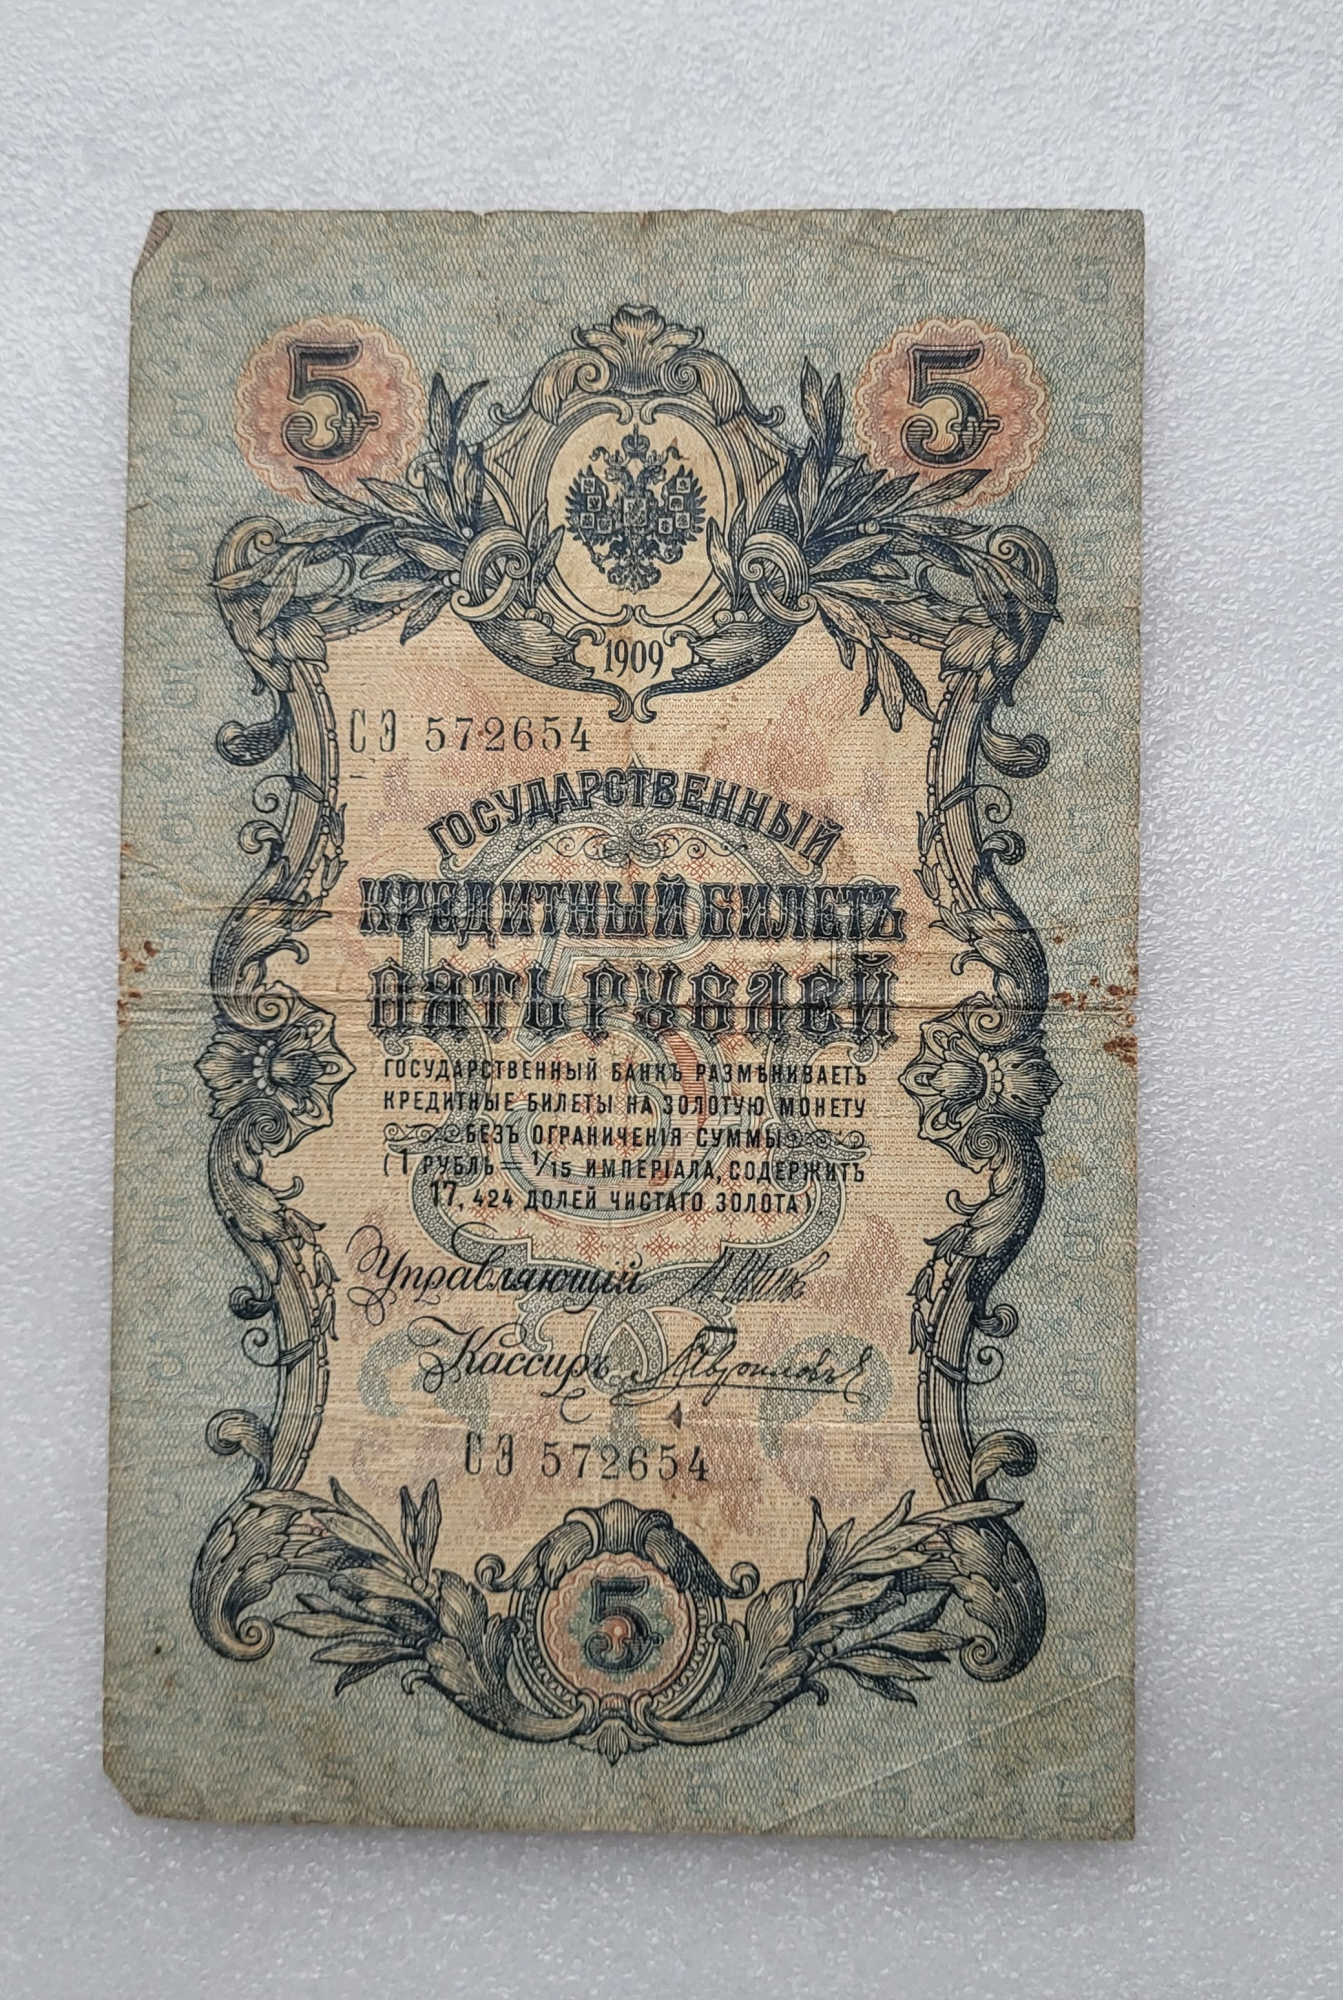 5 5
1909
СЭ 572654
ГОСУДАРСТВЕННЫЙ
КРЕДИТНЫЙ БИЛЕТЪ
ПЯТЬ РУБЛЕЙ
ГОСУДАРСТВЕННЫЙ БАНКЪ РАЗМѢНИВАЕТЪ
КРЕДИТНЫЕ БИЛЕТЫ НА ЗОЛОТУЮ МОНЕТУ
БЕЗЪ ОГРАНИЧЕНІЯ СУММЫ
(1 РУБЛЬ = 1/15 ИМПЕРІАЛА, СОДЕРЖИТЪ
17,424 ДОЛЕЙ ЧИСТАГО ЗОЛОТА)
Управляющій
Кассиръ
СЭ 572654
5